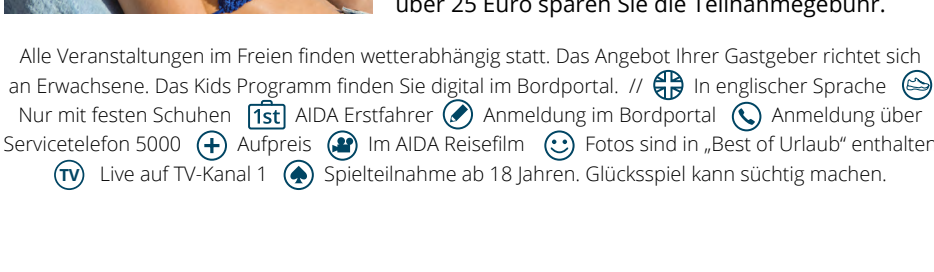 über 25 Euro sparen Sie die Teilnahmegebühr.
Alle Veranstaltungen im Freien finden wetterabhängig statt. Das Angebot Ihrer Gastgeber richtet sich
an Erwachsene. Das Kids Programm finden Sie digital im Bordportal. // In englischer Sprache
Nur mit festen Schuhen 1st AIDA Erstfahrer Anmeldung im Bordportal Anmeldung über
Servicetelefon 5000 + Aufpreis Im AIDA Reisefilm Fotos sind in „Best of Urlaub“ enthalten
TV Live auf TV-Kanal 1 Spielteilnahme ab 18 Jahren. Glücksspiel kann süchtig machen.